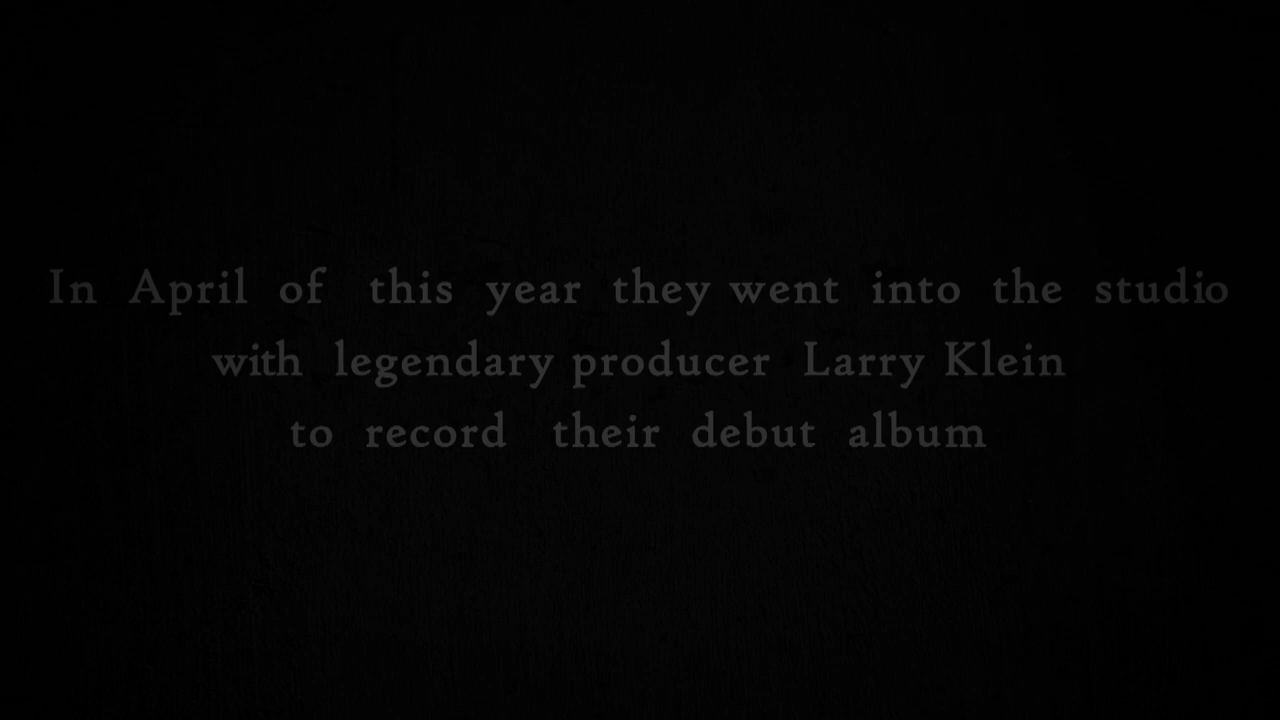 In April of this year they went into the studio
with legendary producer Larry Klein
to record their debut album